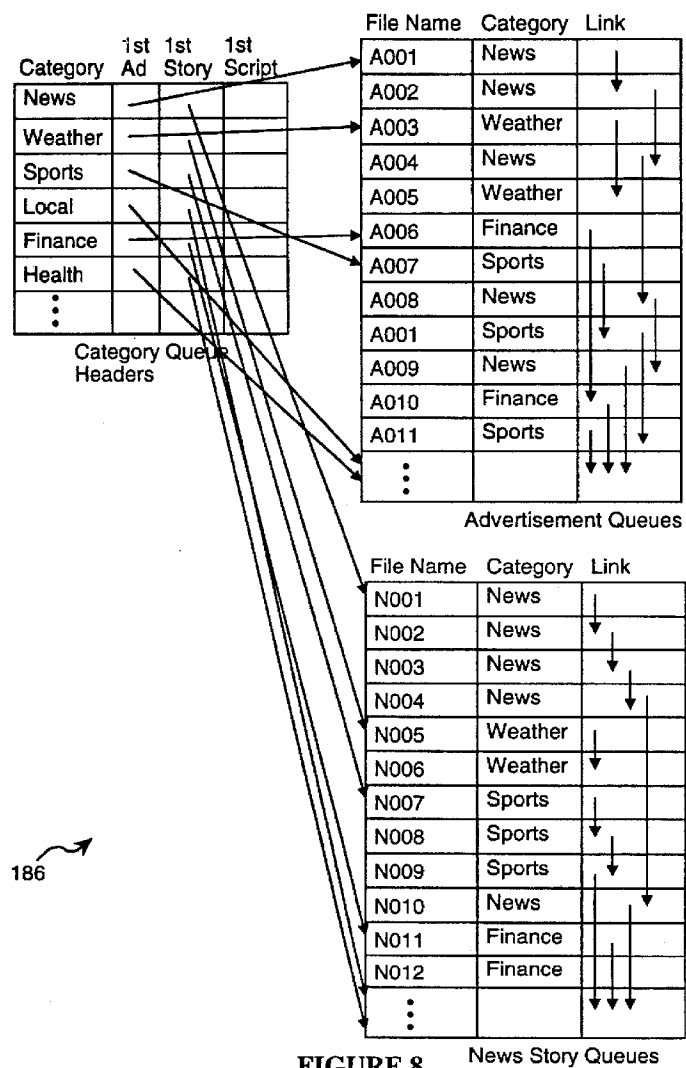 1st 1st 1st
Category Ad Story Script
News
Weather
Sports
Local
Finance
Health
Category Queue
Headers
File Name Category Link
A001 News
A002 News
A003 Weather
A004 News
A005 Weather
A006 Finance
A007 Sports
A008 News
A001 Sports
A009 News
A010 Finance
A011 Sports
Advertisement Queues
File Name Category Link
N001 News
N002 News
N003 News
N004 News
N005 Weather
N006 Weather
N007 Sports
N008 Sports
N009 Sports
N010 News
N011 Finance
N012 Finance
News Story Queues
186
FIGURE 8